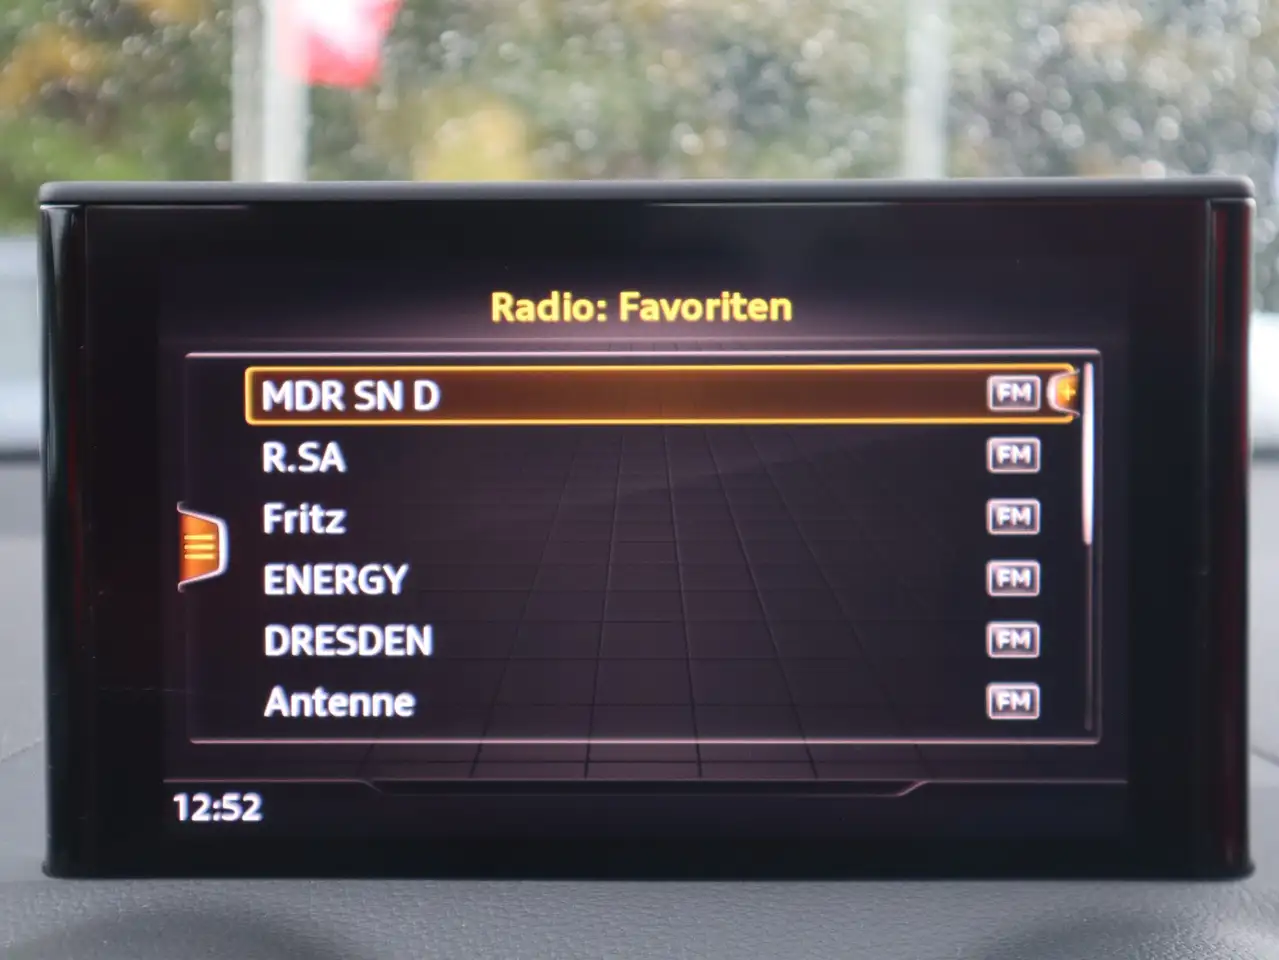 Radio: Favoriten
MDR SN D FM
R.SA FM
Fritz FM
ENERGY FM
DRESDEN FM
Antenne FM
12:52